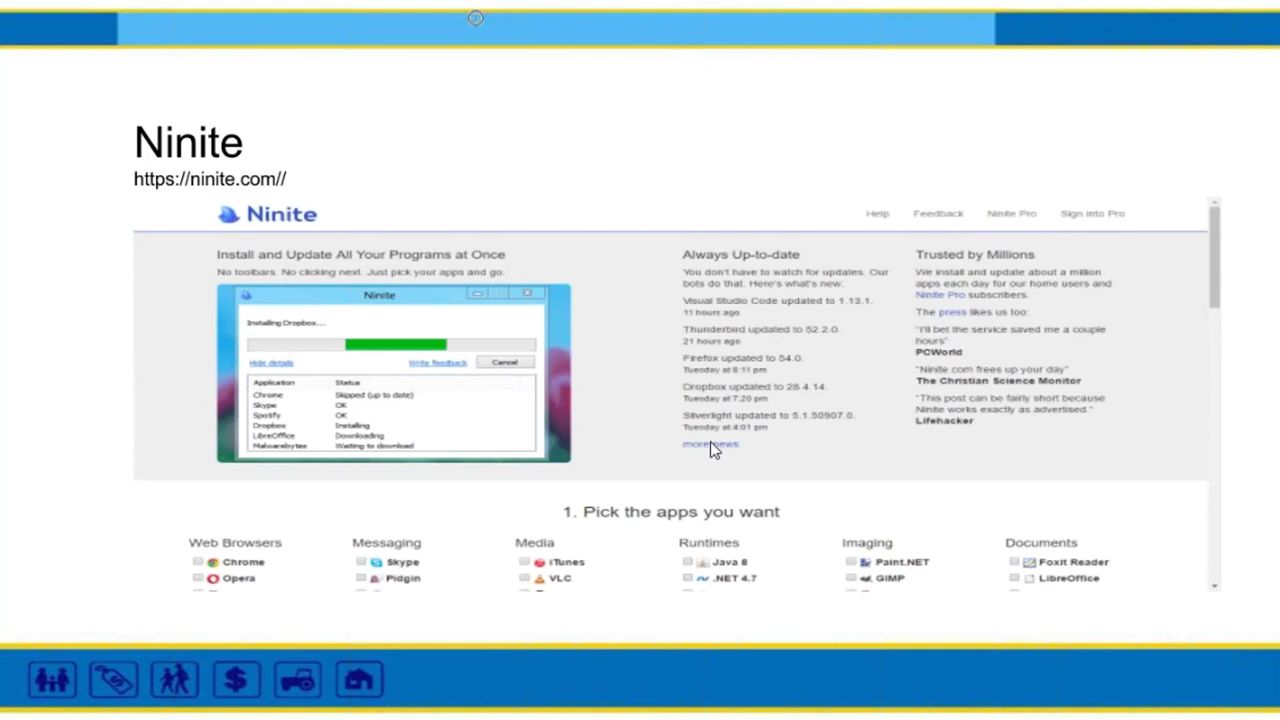 Ninite
https://ninite.com//
Ninite
Help Feedback Ninite Pro Sign into Pro
Install and Update All Your Programs at Once
No toolbars. No clicking next. Just pick your apps and go.
Ninite
Installing Dropbox...
Hide details Write feedback Cancel
Application Status
Chrome Skipped (up to date)
Skype OK
Spotify OK
Dropbox Installing
LibreOffice Downloading
Malwarebytes Waiting to download
Always Up-to-date
You don't have to watch for updates. Our
bots do that. Here's what's new:
Visual Studio Code updated to 1.13.1.
11 hours ago
Thunderbird updated to 52.2.0.
21 hours ago
Firefox updated to 54.0.
Tuesday at 8:11 pm
Dropbox updated to 28.4.14.
Tuesday at 7:20 pm
Silverlight updated to 5.1.50907.0.
Tuesday at 4:01 pm
more news
Trusted by Millions
We install and update about a million
apps each day for our home users and
Ninite Pro subscribers.
The press likes us too:
"I'll bet the service saved me a couple
hours"
PCWorld
"Ninite.com frees up your day"
The Christian Science Monitor
"This post can be fairly short because
Ninite works exactly as advertised."
Lifehacker
1. Pick the apps you want
Web Browsers Messaging Media Runtimes Imaging Documents
Chrome Skype iTunes Java 8 Paint.NET Foxit Reader
Opera Pidgin VLC .NET 4.7 GIMP LibreOffice
$